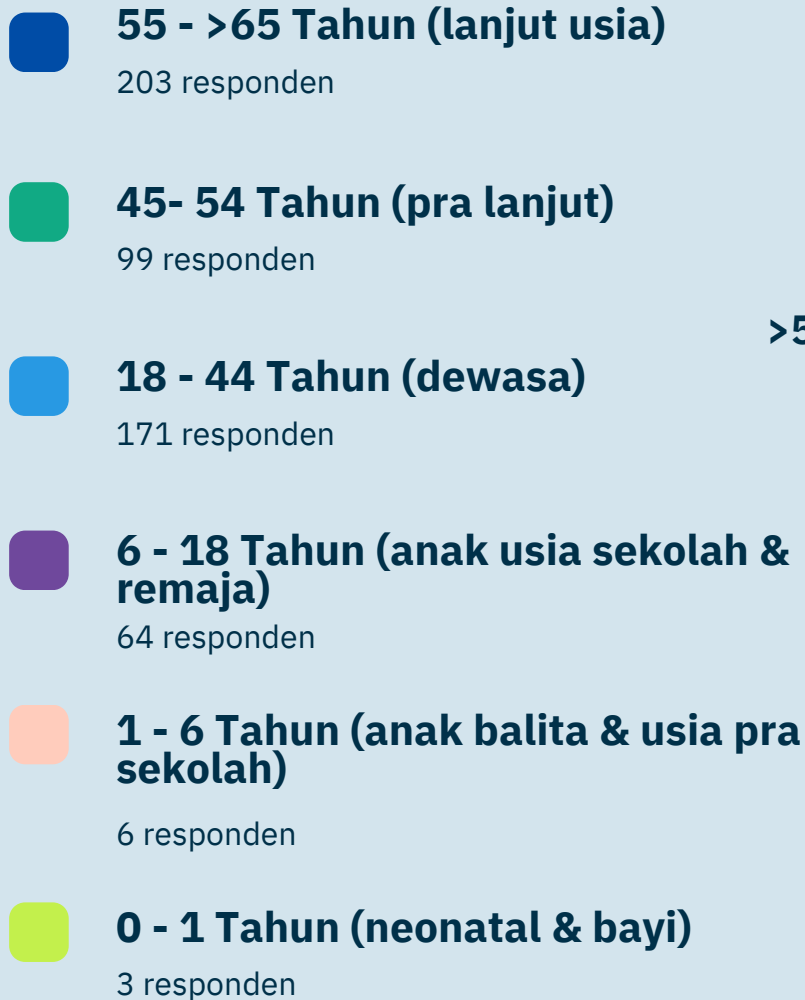 55 - >65 Tahun (lanjut usia)
203 responden
45- 54 Tahun (pra lanjut)
99 responden
>5
18 - 44 Tahun (dewasa)
171 responden
6 - 18 Tahun (anak usia sekolah &
remaja)
64 responden
1 - 6 Tahun (anak balita & usia pra
sekolah)
6 responden
0 - 1 Tahun (neonatal & bayi)
3 responden